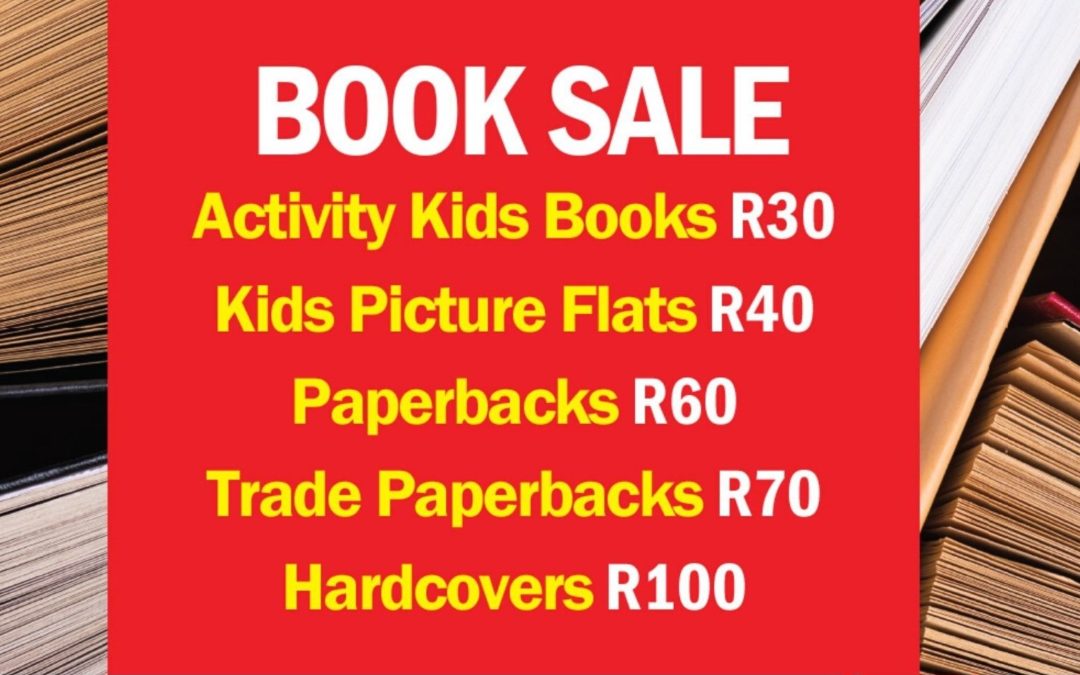 BOOK SALE
Activity Kids Books R30
Kids Picture Flats R40
Paperbacks R60
Trade Paperbacks R70
Hardcovers R100